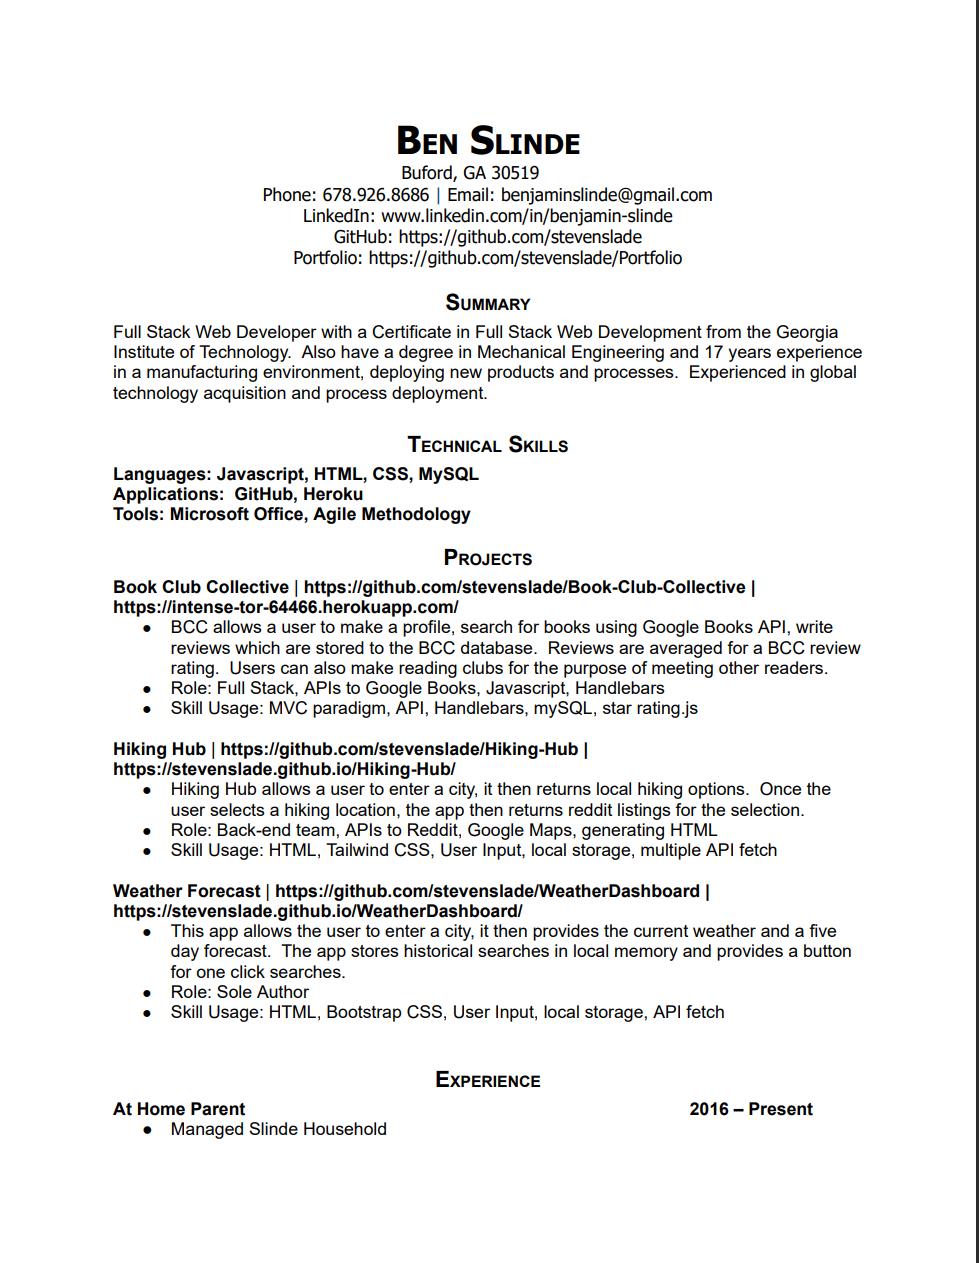 Ben Slinde
Buford, GA 30519
Phone: 678.926.8686 | Email: benjaminslinde@gmail.com
LinkedIn: www.linkedin.com/in/benjamin-slinde
GitHub: https://github.com/stevenslade
Portfolio: https://github.com/stevenslade/Portfolio
Summary
Full Stack Web Developer with a Certificate in Full Stack Web Development from the Georgia
Institute of Technology.  Also have a degree in Mechanical Engineering and 17 years experience
in a manufacturing environment, deploying new products and processes.  Experienced in global
technology acquisition and process deployment.
Technical Skills
Languages: Javascript, HTML, CSS, MySQL
Applications:  GitHub, Heroku
Tools: Microsoft Office, Agile Methodology
Projects
Book Club Collective | https://github.com/stevenslade/Book-Club-Collective |
https://intense-tor-64466.herokuapp.com/
● BCC allows a user to make a profile, search for books using Google Books API, write
reviews which are stored to the BCC database.  Reviews are averaged for a BCC review
rating.  Users can also make reading clubs for the purpose of meeting other readers.
● Role: Full Stack, APIs to Google Books, Javascript, Handlebars
● Skill Usage: MVC paradigm, API, Handlebars, mySQL, star rating.js
Hiking Hub | https://github.com/stevenslade/Hiking-Hub |
https://stevenslade.github.io/Hiking-Hub/
● Hiking Hub allows a user to enter a city, it then returns local hiking options.  Once the
user selects a hiking location, the app then returns reddit listings for the selection.
● Role: Back-end team, APIs to Reddit, Google Maps, generating HTML
● Skill Usage: HTML, Tailwind CSS, User Input, local storage, multiple API fetch
Weather Forecast | https://github.com/stevenslade/WeatherDashboard |
https://stevenslade.github.io/WeatherDashboard/
● This app allows the user to enter a city, it then provides the current weather and a five
day forecast.  The app stores historical searches in local memory and provides a button
for one click searches.
● Role: Sole Author
● Skill Usage: HTML, Bootstrap CSS, User Input, local storage, API fetch
Experience
At Home Parent 2016 – Present
● Managed Slinde Household